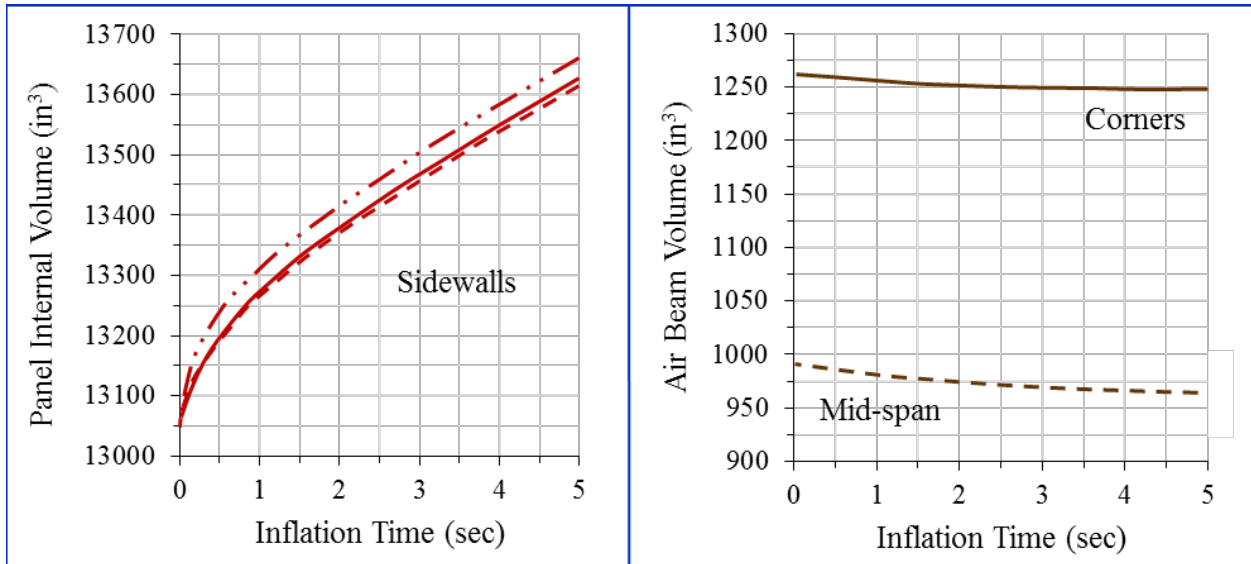 Panel Internal Volume (in³)
13700
13600
13500
13400
13300
13200
13100
13000
Sidewalls
0 1 2 3 4 5
Inflation Time (sec)
Air Beam Volume (in³)
1300
1250
1200
1150
1100
1050
1000
950
900
Corners
Mid-span
0 1 2 3 4 5
Inflation Time (sec)